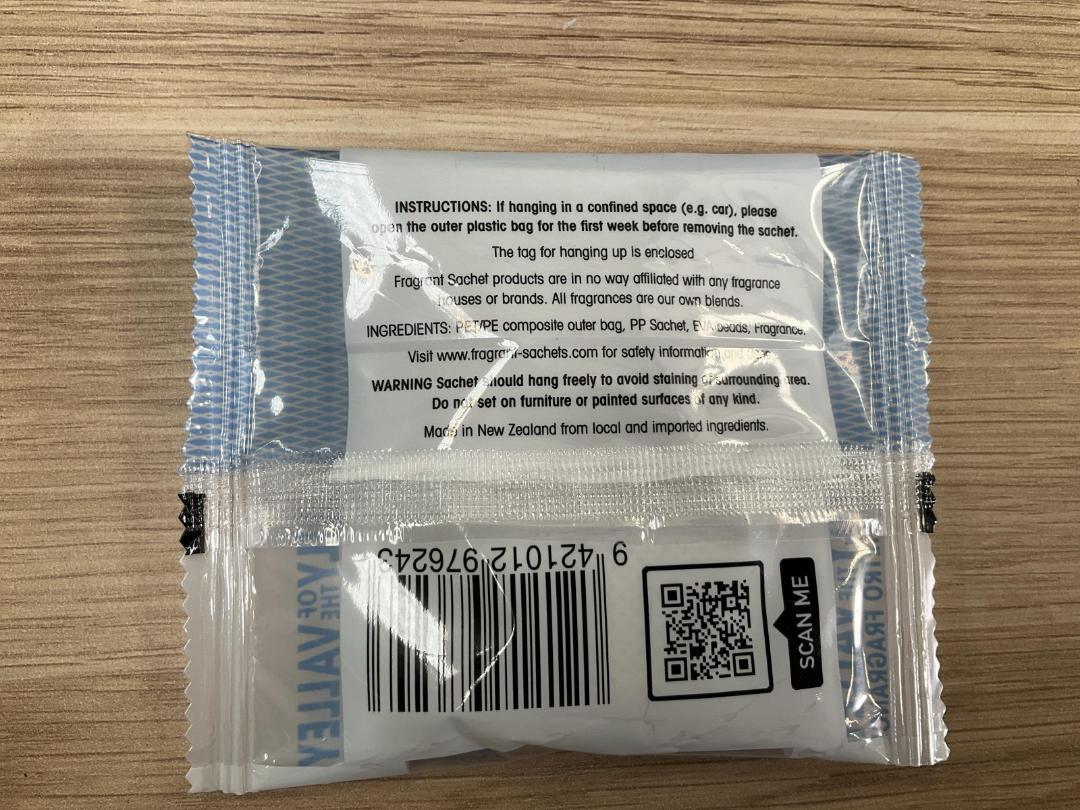 INSTRUCTIONS: If hanging in a confined space (e.g. car), please
open the outer plastic bag for the first week before removing the sachet.
The tag for hanging up is enclosed
Fragrant Sachet products are in no way affiliated with any fragrance
houses or brands. All fragrances are our own blends.
INGREDIENTS: PET/PE composite outer bag, PP Sachet, EVA beads, Fragrance.
Visit www.fragrant-sachets.com for safety information and
WARNING Sachet should hang freely to avoid staining of surrounding area.
Do not set on furniture or painted surfaces of any kind.
Made in New Zealand from local and imported ingredients.
9 421012 976243
SCAN ME
LY OF
THE
VALLEY